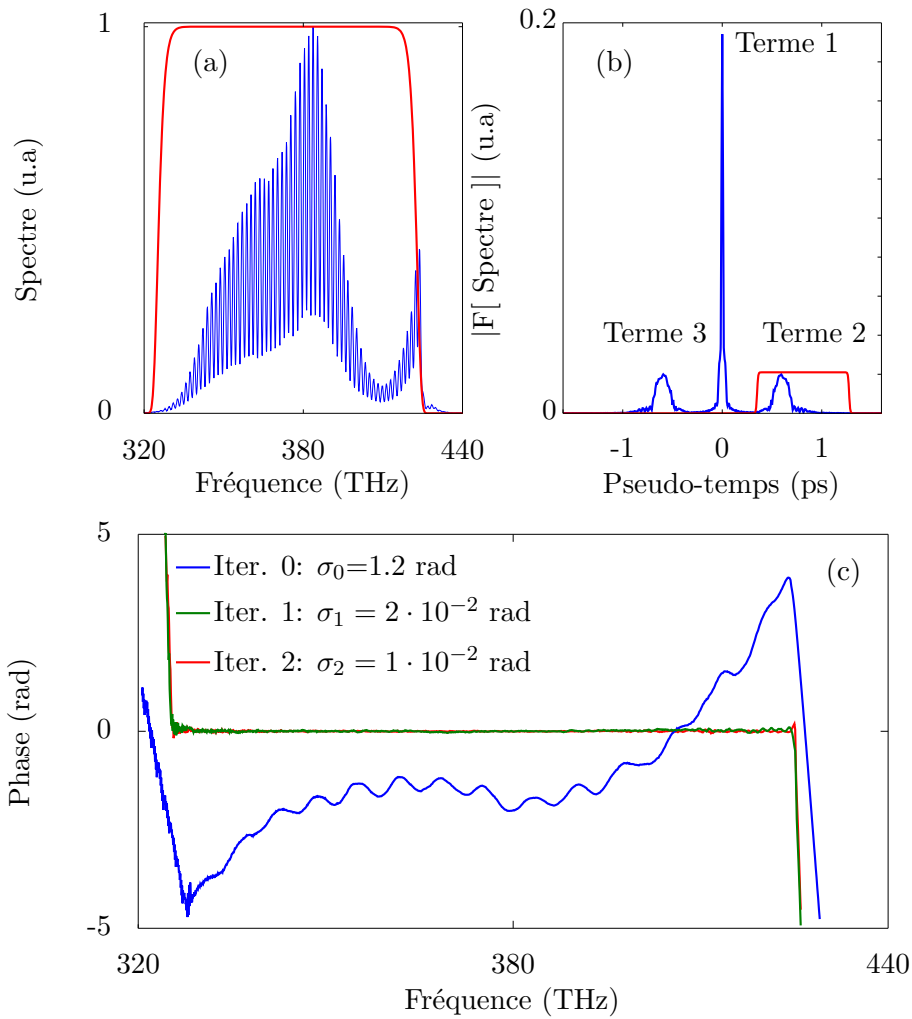 (a)
1
0
320
380
440
Fréquence (THz)
Spectre (u.a)
(b)
0.2
0
Terme 1
Terme 3
Terme 2
-1
0
1
Pseudo-temps (ps)
|F[ Spectre ]| (u.a)
(c)
5
0
-5
Iter. 0: σ₀=1.2 rad
Iter. 1: σ₁ = 2 · 10⁻² rad
Iter. 2: σ₂ = 1 · 10⁻² rad
320
380
440
Fréquence (THz)
Phase (rad)